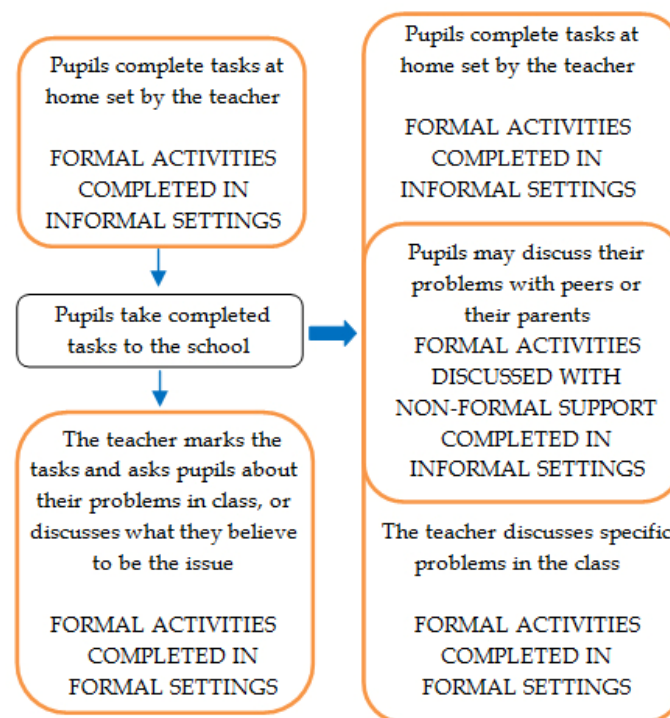 Pupils complete tasks at
home set by the teacher
FORMAL ACTIVITIES
COMPLETED IN
INFORMAL SETTINGS
Pupils take completed
tasks to the school
The teacher marks the
tasks and asks pupils about
their problems in class, or
discusses what they believe
to be the issue
FORMAL ACTIVITIES
COMPLETED IN
FORMAL SETTINGS
Pupils complete tasks at
home set by the teacher
FORMAL ACTIVITIES
COMPLETED IN
INFORMAL SETTINGS
Pupils may discuss their
problems with peers or
their parents
FORMAL ACTIVITIES
DISCUSSED WITH
NON-FORMAL SUPPORT
COMPLETED IN
INFORMAL SETTINGS
The teacher discusses specific
problems in the class
FORMAL ACTIVITIES
COMPLETED IN
FORMAL SETTINGS